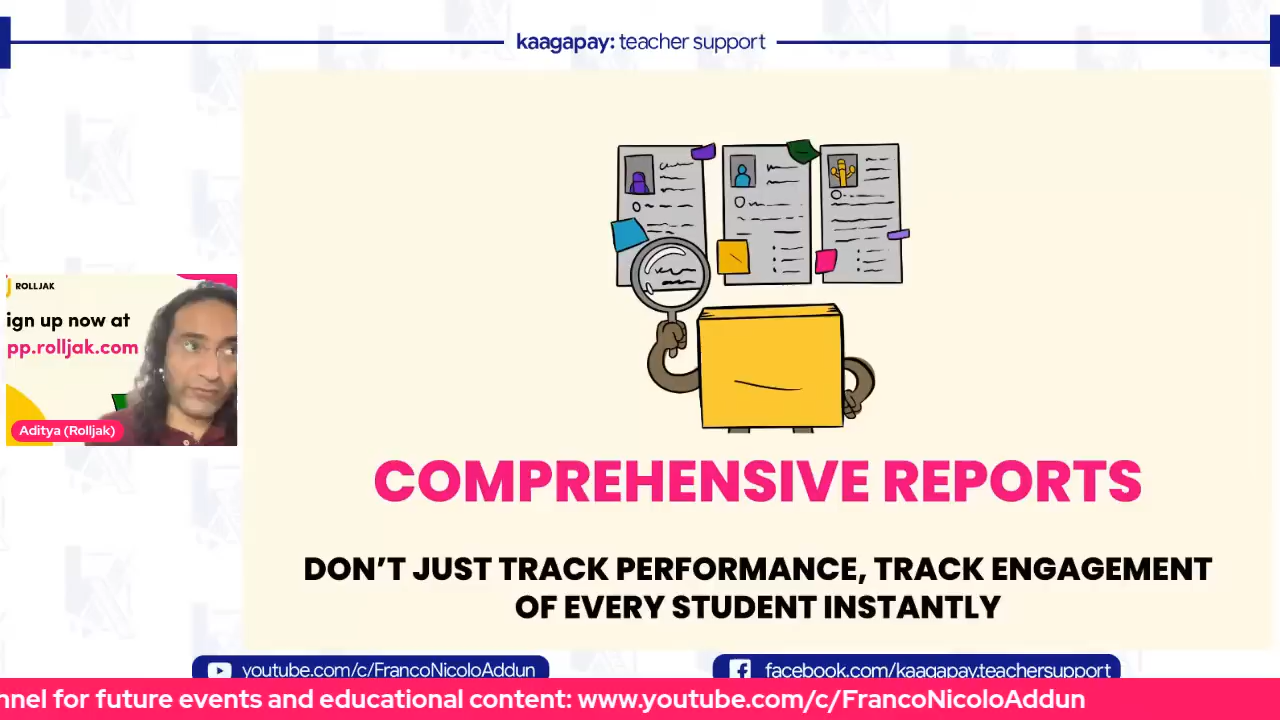 kaagapay: teacher support
ROLLJAK
ign up now at
pp.rolljak.com
Aditya (Rolljak)
COMPREHENSIVE REPORTS
DON’T JUST TRACK PERFORMANCE, TRACK ENGAGEMENT
OF EVERY STUDENT INSTANTLY
youtube.com/c/FrancoNicoloAddun
facebook.com/kaagapay.teachersupport
nnel for future events and educational content: www.youtube.com/c/FrancoNicoloAddun